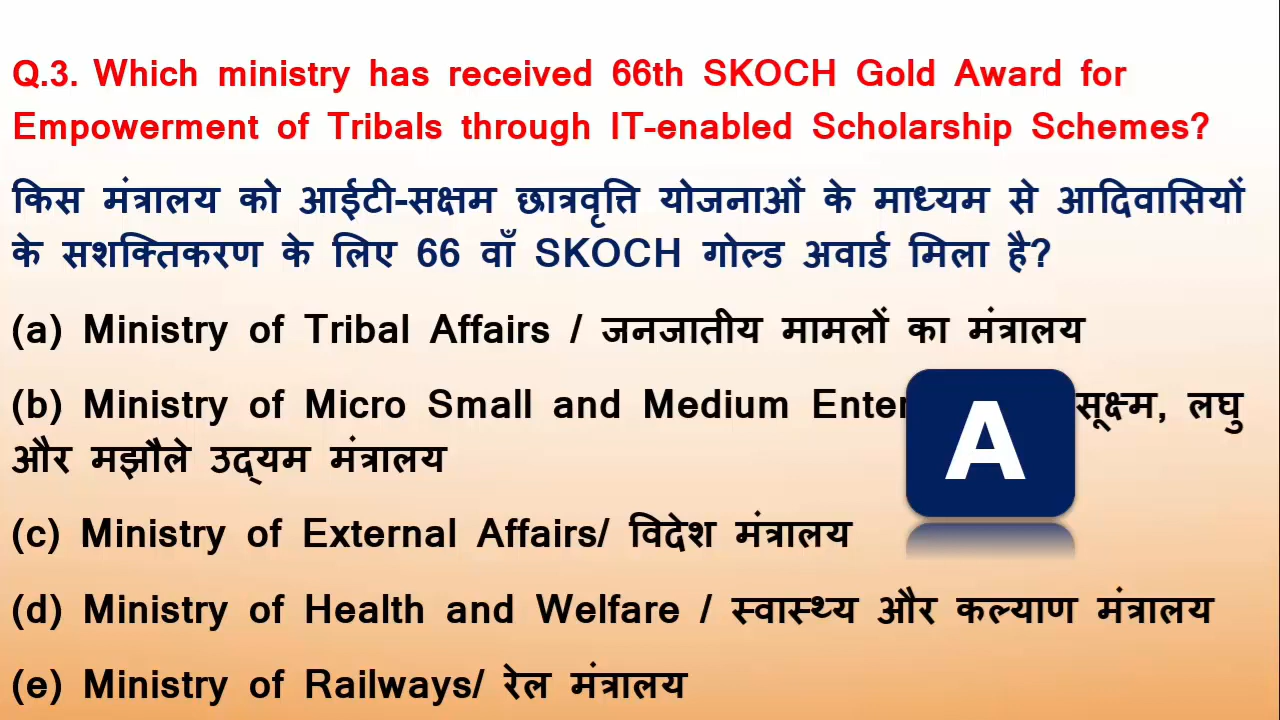 Q.3. Which ministry has received 66th SKOCH Gold Award for
Empowerment of Tribals through IT-enabled Scholarship Schemes?
किस मंत्रालय को आईटी-सक्षम छात्रवृत्ति योजनाओं के माध्यम से आदिवासियों
के सशक्तिकरण के लिए 66 वाँ SKOCH गोल्ड अवार्ड मिला है?
(a) Ministry of Tribal Affairs / जनजातीय मामलों का मंत्रालय
(b) Ministry of Micro Small and Medium सूक्ष्म, लघु
और मझौले उद्यम मंत्रालय
A
(c) Ministry of External Affairs/ विदेश मंत्रालय
(d) Ministry of Health and Welfare / स्वास्थ्य और कल्याण मंत्रालय
(e) Ministry of Railways/ रेल मंत्रालय